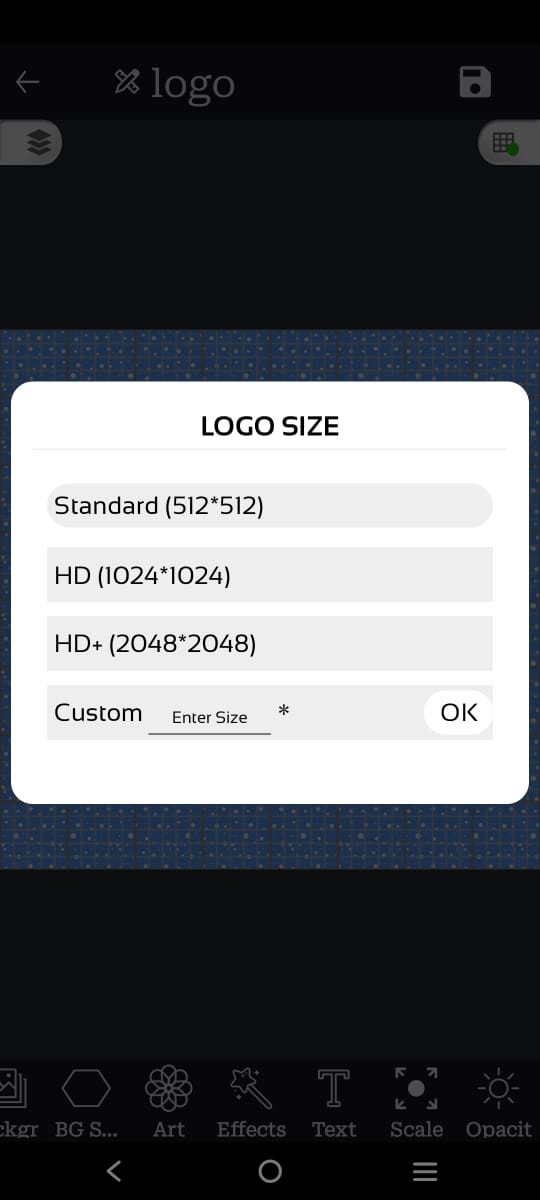 logo
LOGO SIZE
Standard (512*512)
HD (1024*1024)
HD+ (2048*2048)
Custom Enter Size * OK
ckgr BG S... Art Effects Text Scale Opacit